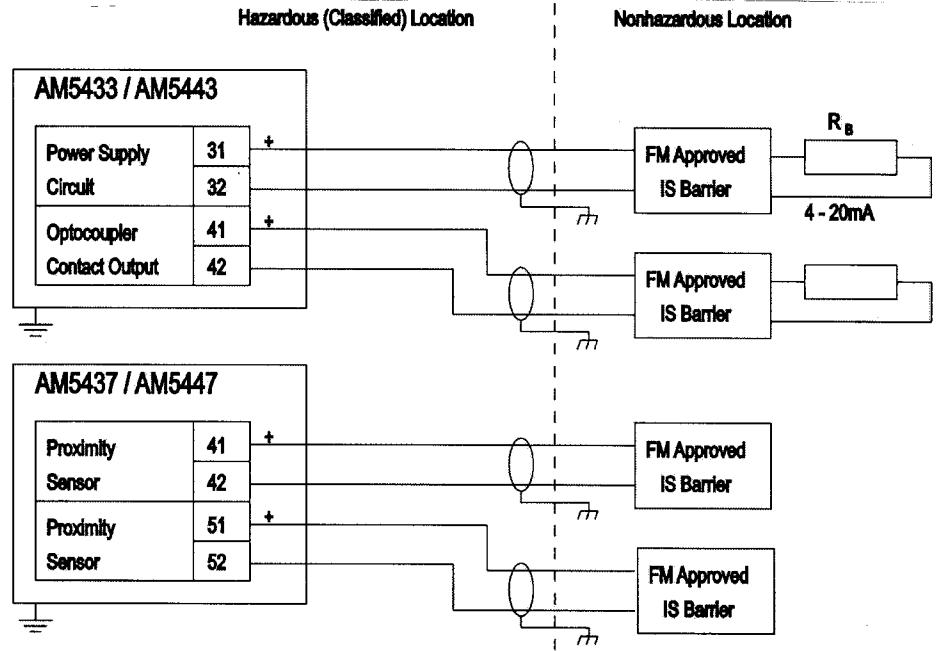 Hazardous (Classified) Location
Nonhazardous Location
AM5433 / AM5443
Power Supply
Circuit
31
+
32
Optocoupler
Contact Output
41
+
42
FM Approved
IS Barrier
R B
4 - 20mA
FM Approved
IS Barrier
AM5437 / AM5447
Proximity
Sensor
41
+
42
Proximity
Sensor
51
+
52
FM Approved
IS Barrier
FM Approved
IS Barrier